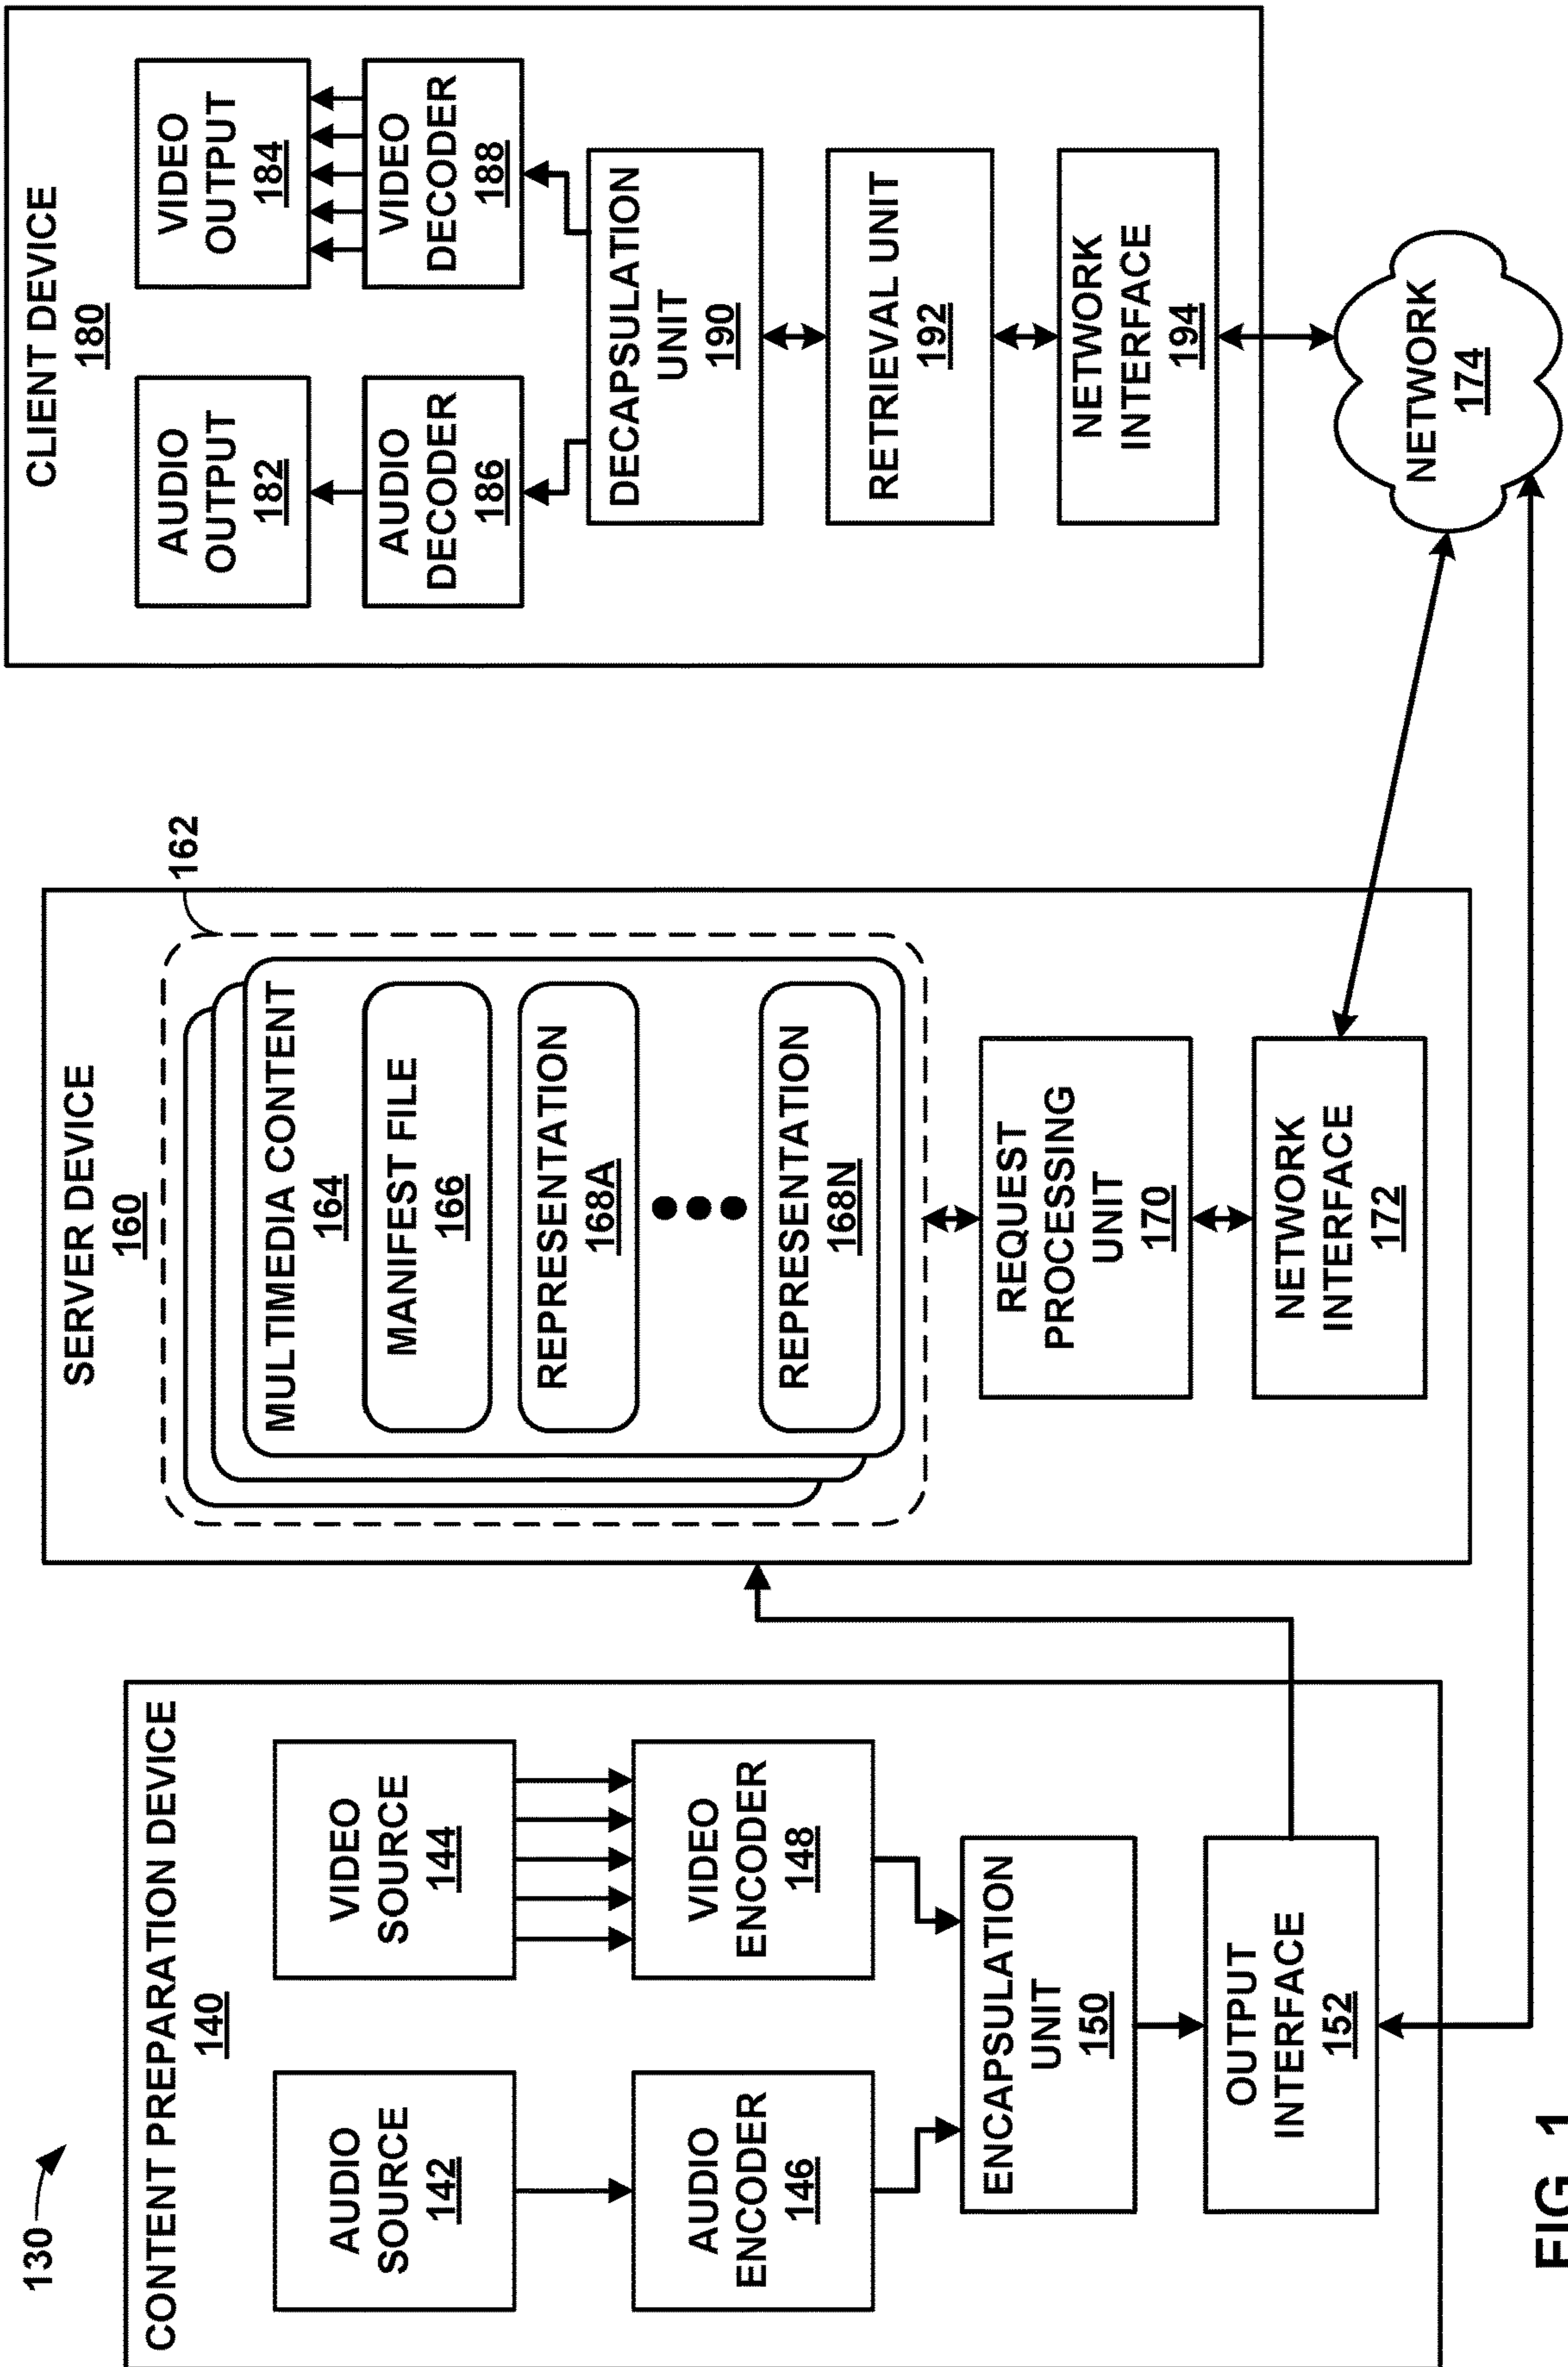 130
CONTENT PREPARATION DEVICE
140
AUDIO
SOURCE
142
VIDEO
SOURCE
144
AUDIO
ENCODER
146
VIDEO
ENCODER
148
ENCAPSULATION
UNIT
150
OUTPUT
INTERFACE
152
SERVER DEVICE
160
162
MULTIMEDIA CONTENT
164
MANIFEST FILE
166
REPRESENTATION
168A
REPRESENTATION
168N
REQUEST
PROCESSING
UNIT
170
NETWORK
INTERFACE
172
CLIENT DEVICE
180
AUDIO
OUTPUT
182
VIDEO
OUTPUT
184
AUDIO
DECODER
186
VIDEO
DECODER
188
DECAPSULATION
UNIT
190
RETRIEVAL UNIT
192
NETWORK
INTERFACE
194
NETWORK
174
FIG. 1